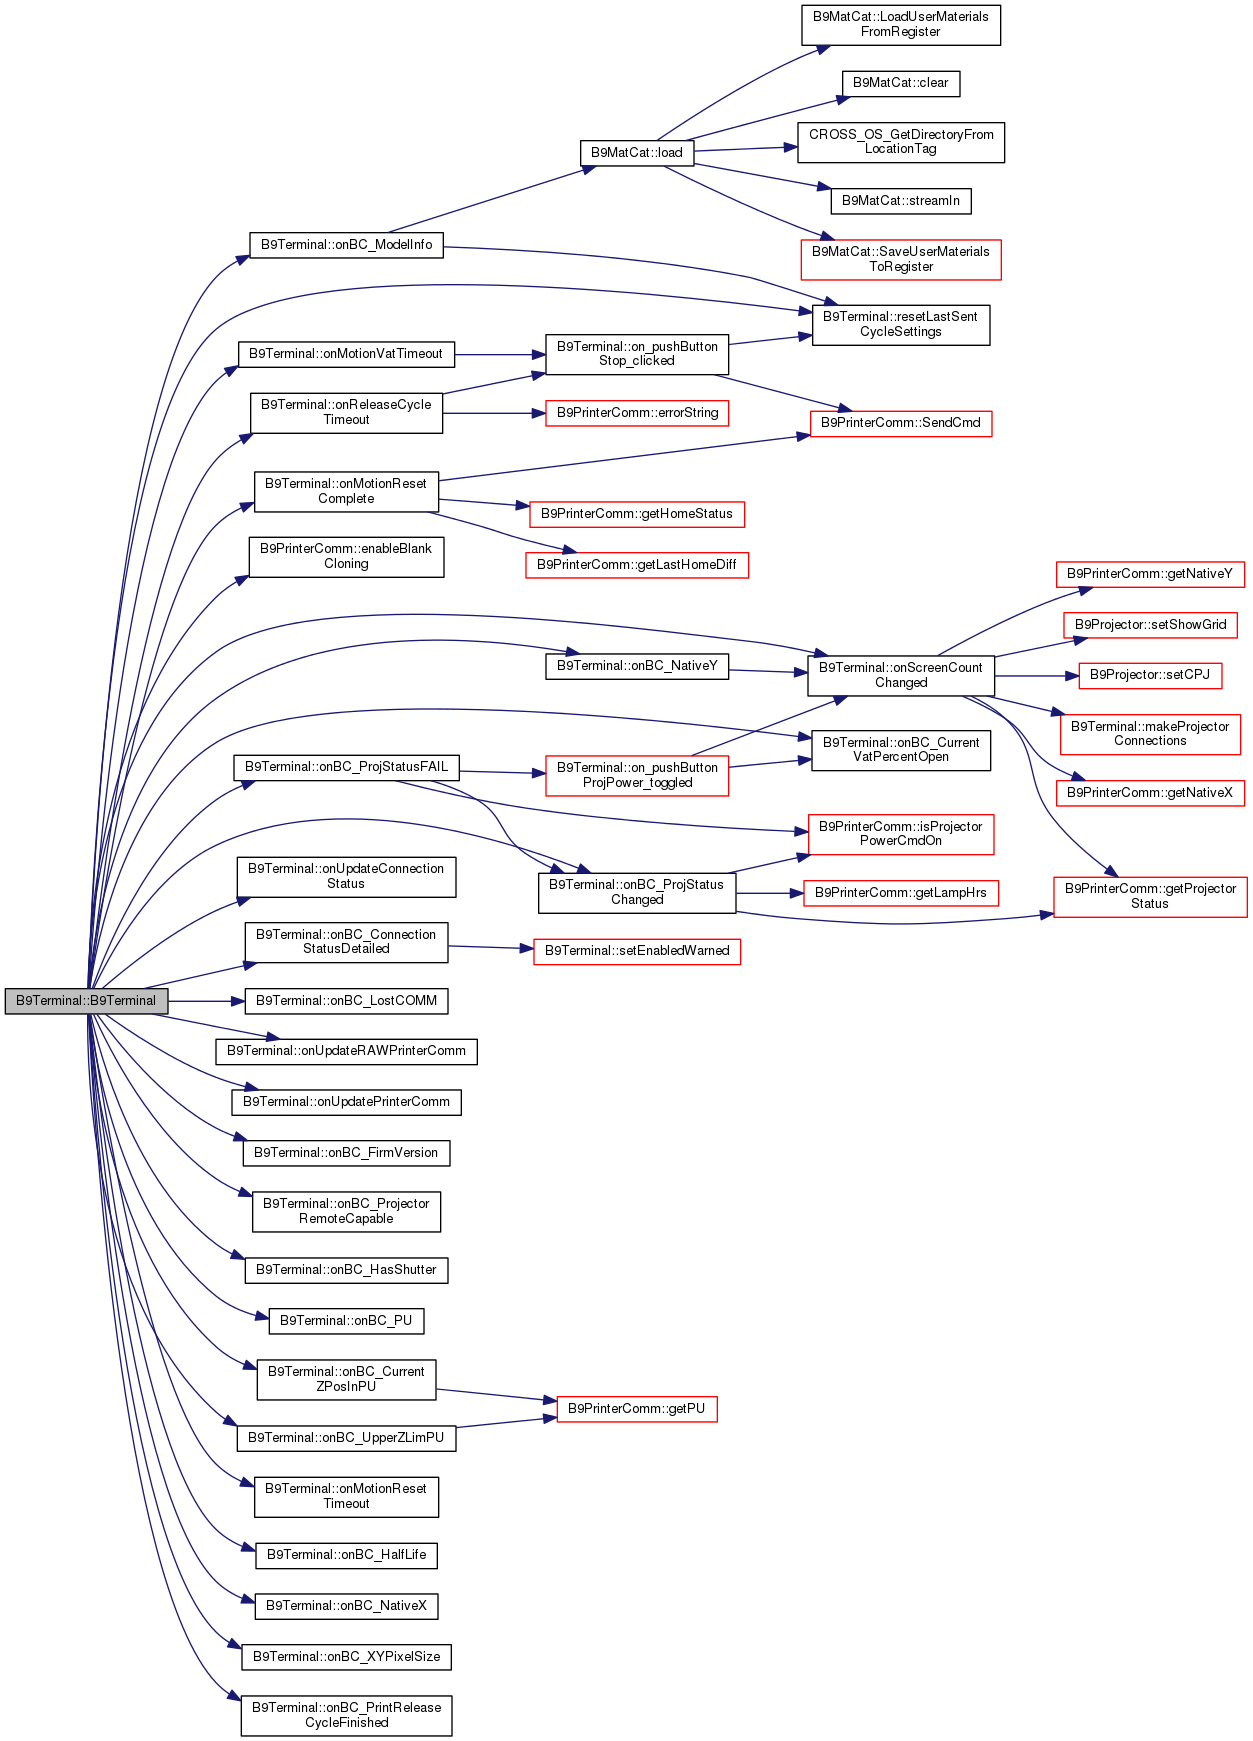 B9MatCat::LoadUserMaterials
FromRegister
B9MatCat::clear
CROSS_OS_GetDirectoryFrom
LocationTag
B9MatCat::load
B9MatCat::streamIn
B9Terminal::onBC_ModelInfo
B9MatCat::SaveUserMaterials
ToRegister
B9Terminal::resetLastSent
CycleSettings
B9Terminal::onMotionVatTimeout
B9Terminal::on_pushButton
Stop_clicked
B9Terminal::onReleaseCycle
Timeout
B9PrinterComm::errorString
B9PrinterComm::SendCmd
B9Terminal::onMotionReset
Complete
B9PrinterComm::getHomeStatus
B9PrinterComm::enableBlank
Cloning
B9PrinterComm::getLastHomeDiff
B9PrinterComm::getNativeY
B9Projector::setShowGrid
B9Terminal::onBC_NativeY
B9Terminal::onScreenCount
Changed
B9Projector::setCPJ
B9Terminal::makeProjector
Connections
B9Terminal::onBC_Current
VatPercentOpen
B9Terminal::onBC_ProjStatusFAIL
B9Terminal::on_pushButton
ProjPower_toggled
B9PrinterComm::getNativeX
B9PrinterComm::isProjector
PowerCmdOn
B9Terminal::onUpdateConnection
Status
B9Terminal::onBC_ProjStatus
Changed
B9PrinterComm::getLampHrs
B9PrinterComm::getProjector
Status
B9Terminal::onBC_Connection
StatusDetailed
B9Terminal::setEnabledWarned
B9Terminal::B9Terminal
B9Terminal::onBC_LostCOMM
B9Terminal::onUpdateRAWPrinterComm
B9Terminal::onUpdatePrinterComm
B9Terminal::onBC_FirmVersion
B9Terminal::onBC_Projector
RemoteCapable
B9Terminal::onBC_HasShutter
B9Terminal::onBC_PU
B9Terminal::onBC_Current
ZPosInPU
B9PrinterComm::getPU
B9Terminal::onBC_UpperZLimPU
B9Terminal::onMotionReset
Timeout
B9Terminal::onBC_HalfLife
B9Terminal::onBC_NativeX
B9Terminal::onBC_XYPixelSize
B9Terminal::onBC_PrintRelease
CycleFinished